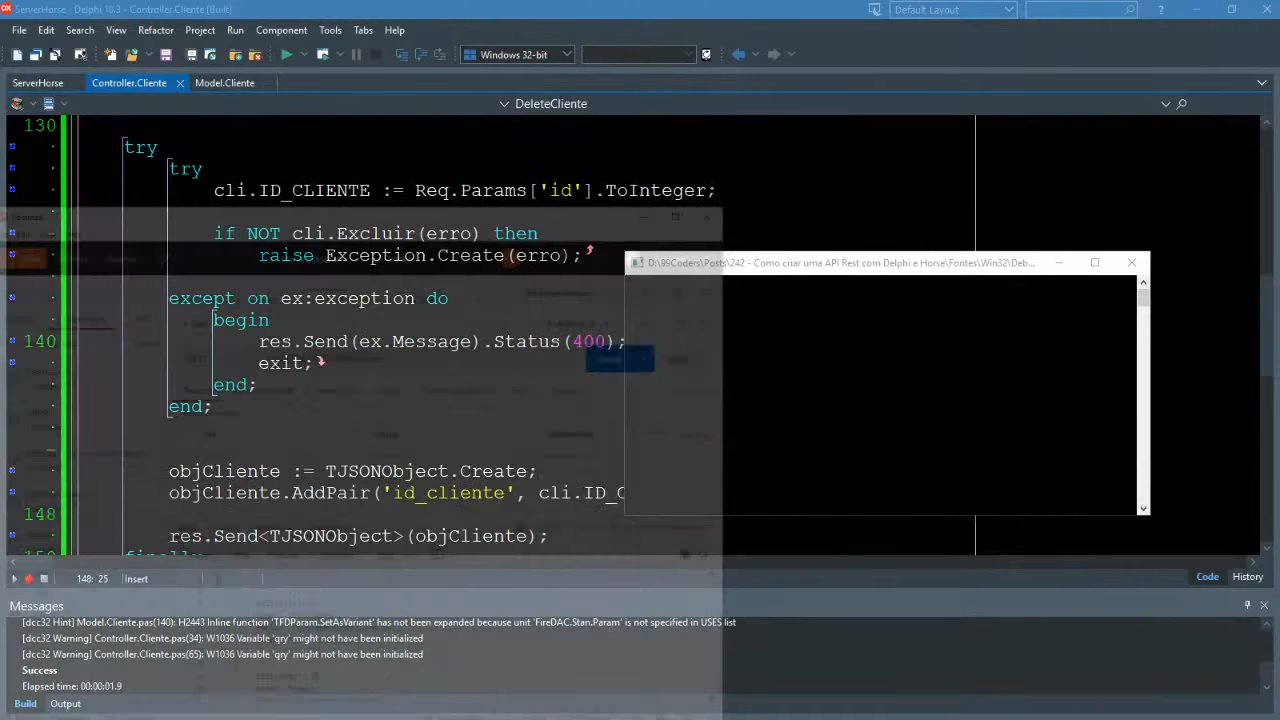 ServerHorse - Delphi 10.3 - Controller.Cliente [Built]
Default Layout
File Edit Search View Refactor Project Run Component Tools Tabs Help
Windows 32-bit
ServerHorse Controller.Cliente Model.Cliente
DeleteCliente
130
try
try
cli.ID_CLIENTE := Req.Params['id'].ToInteger;
if NOT cli.Excluir(erro) then
raise Exception.Create(erro);
D:\99Coders\Posts\242 - Como criar uma API Rest com Delphi e Horse\Fontes\Win32\Deb...
except on ex:exception do
begin
140 res.Send(ex.Message).Status(400);
exit;
end;
end;
objCliente := TJSONObject.Create;
objCliente.AddPair('id_cliente', cli.ID_C
148
res.Send<TJSONObject>(objCliente);
150 finally
148: 25 Insert
Code History
Messages
[dcc32 Hint] Model.Cliente.pas(140): H2443 Inline function 'TFDParam.SetAsVariant' has not been expanded because unit 'FireDAC.Stan.Param' is not specified in USES list
[dcc32 Warning] Controller.Cliente.pas(34): W1036 Variable 'qry' might not have been initialized
[dcc32 Warning] Controller.Cliente.pas(65): W1036 Variable 'qry' might not have been initialized
Success
Elapsed time: 00:00:01.9
Build Output